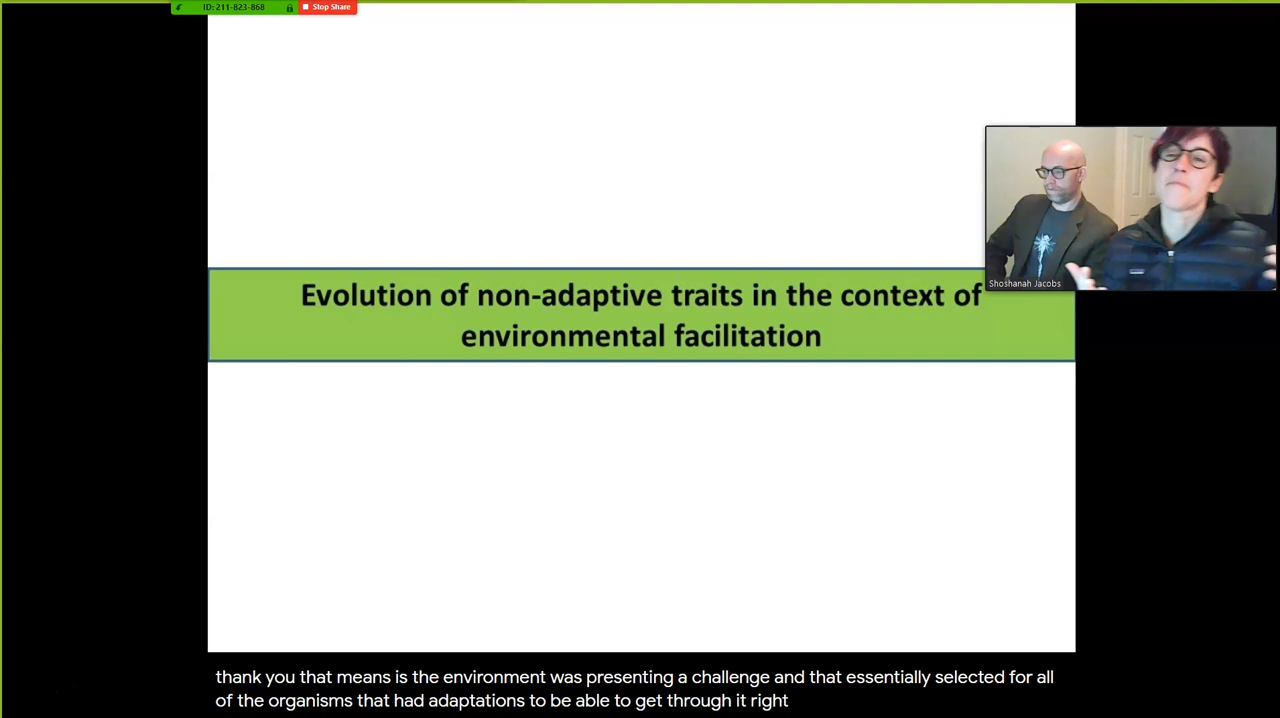 ID: 211-823-868
Stop Share
Evolution of non-adaptive traits in the context of
environmental facilitation
Shoshanah Jacobs
thank you that means is the environment was presenting a challenge and that essentially selected for all
of the organisms that had adaptations to be able to get through it right